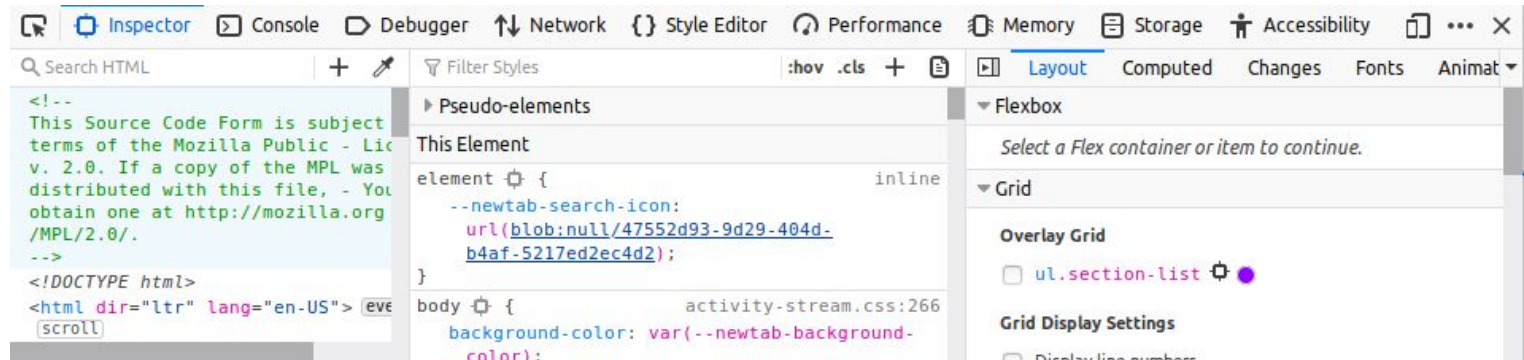 Inspector Console Debugger Network Style Editor Performance Memory Storage Accessibility
Search HTML
<!--
This Source Code Form is subject
terms of the Mozilla Public - Lic
v. 2.0. If a copy of the MPL was
distributed with this file, - You
obtain one at http://mozilla.org
/MPL/2.0/.
-->
<!DOCTYPE html>
<html dir="ltr" lang="en-US"> eve
scroll
Filter Styles :hov .cls +
Pseudo-elements
This Element
element { inline
--newtab-search-icon:
url(blob:null/47552d93-9d29-404d-
b4af-5217ed2ec4d2);
}
body { activity-stream.css:266
background-color: var(--newtab-background-
color);
Layout Computed Changes Fonts Animat
Flexbox
Select a Flex container or item to continue.
Grid
Overlay Grid
ul.section-list
Grid Display Settings
Display line numbers